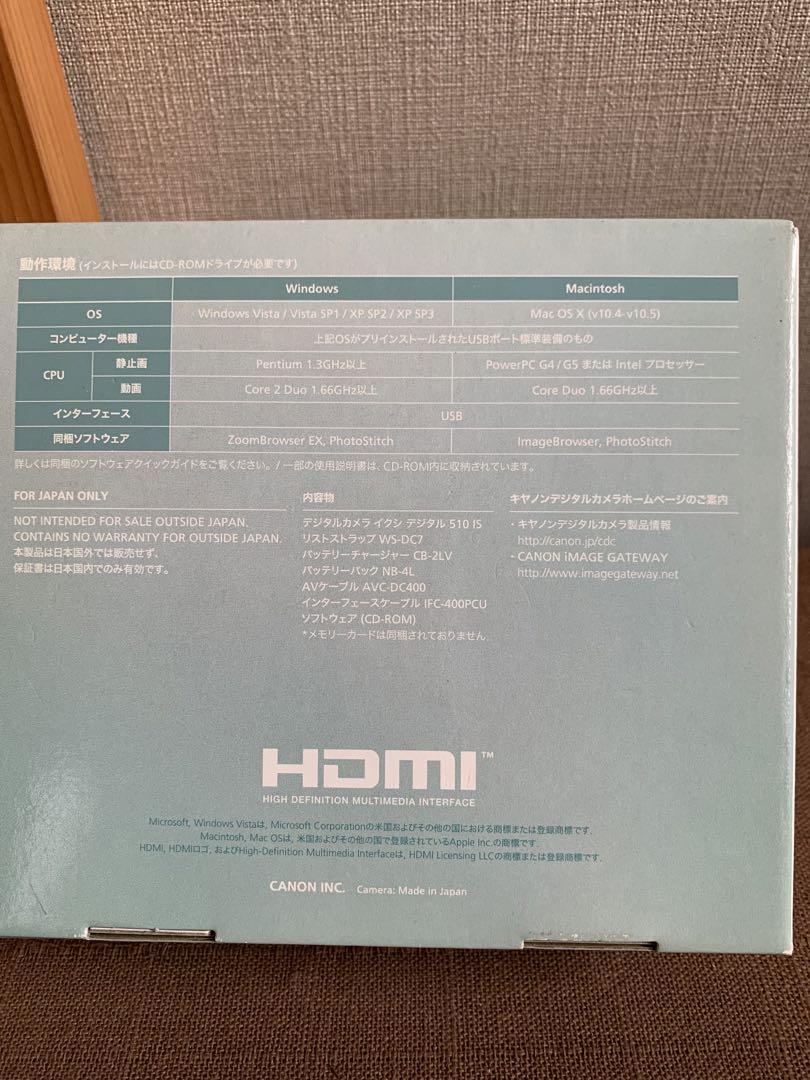 動作環境 (インストールにはCD-ROMドライブが必要です)
Windows Macintosh
OS Windows Vista / Vista SP1 / XP SP2 / XP SP3 Mac OS X (v10.4-v10.5)
コンピューター機種 上記OSがプリインストールされたUSBポート標準装備のもの
CPU 静止画 Pentium 1.3GHz以上 PowerPC G4 / G5 または Intel プロセッサー
動画 Core 2 Duo 1.66GHz以上 Core Duo 1.66GHz以上
インターフェース USB
同梱ソフトウェア ZoomBrowser EX, PhotoStitch ImageBrowser, PhotoStitch
詳しくは同梱のソフトウェアクイックガイドをご覧ください。/ 一部の使用説明書は、CD-ROM内に収納されています。
FOR JAPAN ONLY
NOT INTENDED FOR SALE OUTSIDE JAPAN.
CONTAINS NO WARRANTY FOR OUTSIDE JAPAN.
本製品は日本国外では販売せず、
保証書は日本国内でのみ有効です。
内容物
デジタルカメラ イクシ デジタル 510 IS
リストストラップ WS-DC7
バッテリーチャージャー CB-2LV
バッテリーパック NB-4L
AVケーブル AVC-DC400
インターフェースケーブル IFC-400PCU
ソフトウェア (CD-ROM)
*メモリーカードは同梱されておりません。
キヤノンデジタルカメラホームページのご案内
・キヤノンデジタルカメラ製品情報
http://canon.jp/cdc
・CANON iMAGE GATEWAY
http://www.imagegateway.net
HDMI™
HIGH DEFINITION MULTIMEDIA INTERFACE
Microsoft, Windows Vistaは, Microsoft Corporationの米国およびその他の国における商標または登録商標です.
Macintosh, Mac OSは, 米国およびその他の国で登録されているApple Inc.の商標です.
HDMI, HDMIロゴ, およびHigh-Definition Multimedia Interfaceは, HDMI Licensing LLCの商標または登録商標です.
CANON INC. Camera: Made in Japan